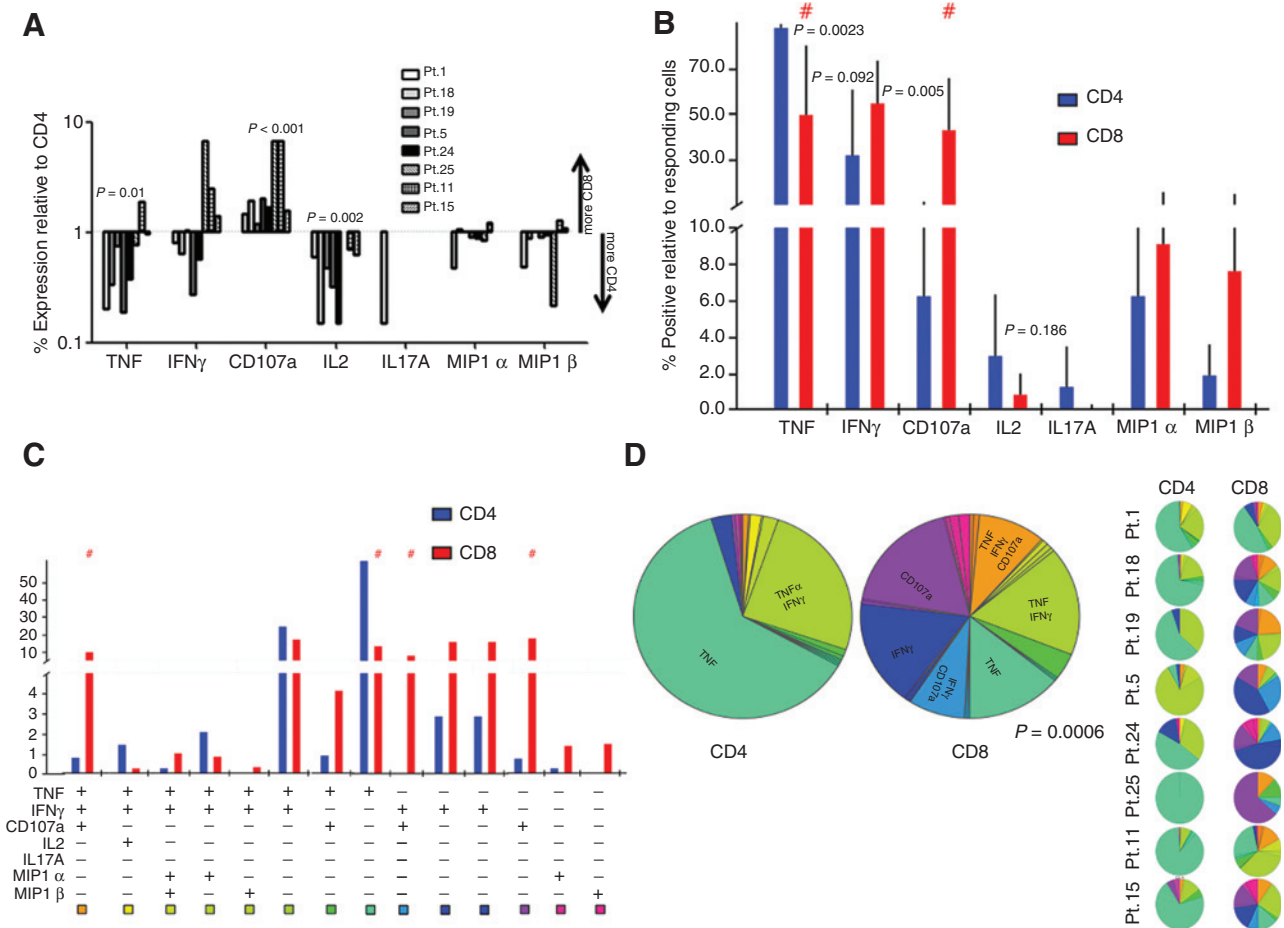 A
% Expression relative to CD4
10
1
0.1
P = 0.01
P < 0.001
P = 0.002
Pt.1
Pt.18
Pt.19
Pt.5
Pt.24
Pt.25
Pt.11
Pt.15
more CD8
more CD4
TNF IFNγ CD107a IL2 IL17A MIP1 α MIP1 β
B
% Positive relative to responding cells
70.0
50.0
30.0
10.0
8.0
6.0
4.0
2.0
0.0
# #
P = 0.0023
P = 0.092
P = 0.005
P = 0.186
CD4
CD8
TNF IFNγ CD107a IL2 IL17A MIP1 α MIP1 β
C
CD4
CD8
# # # #
50
40
30
20
10
4
3
2
1
0
TNF + + + + + + + + – – – – – –
IFNγ + + + + + + – – + + + – – –
CD107a + – – – – – + – + – – + – –
IL2 – + – – – – – – – – – – – –
IL17A – – – – – – – – – – – – – –
MIP1 α – – + + – – – – – – – – + –
MIP1 β – – + – + – – – – – – – – +
D
TNFα
IFNγ
TNF
CD4
TNF
IFNγ
CD107a
TNF
IFNγ
TNF
IFNγ
CD107a
IFNγ
CD107a
CD8
P = 0.0006
CD4 CD8
Pt.1
Pt.18
Pt.19
Pt.5
Pt.24
Pt.25
Pt.11
Pt.15